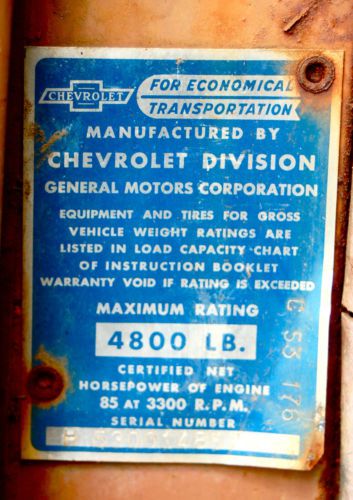 CHEVROLET
FOR ECONOMICAL
TRANSPORTATION
MANUFACTURED BY
CHEVROLET DIVISION
GENERAL MOTORS CORPORATION
EQUIPMENT AND TIRES FOR GROSS
VEHICLE WEIGHT RATINGS ARE
LISTED IN LOAD CAPACITY CHART
OF INSTRUCTION BOOKLET
WARRANTY VOID IF RATING IS EXCEEDED
MAXIMUM RATING
4800 LB.
CERTIFIED NET
HORSEPOWER OF ENGINE
85 AT 3300 R.P.M.
SERIAL NUMBER
53 176